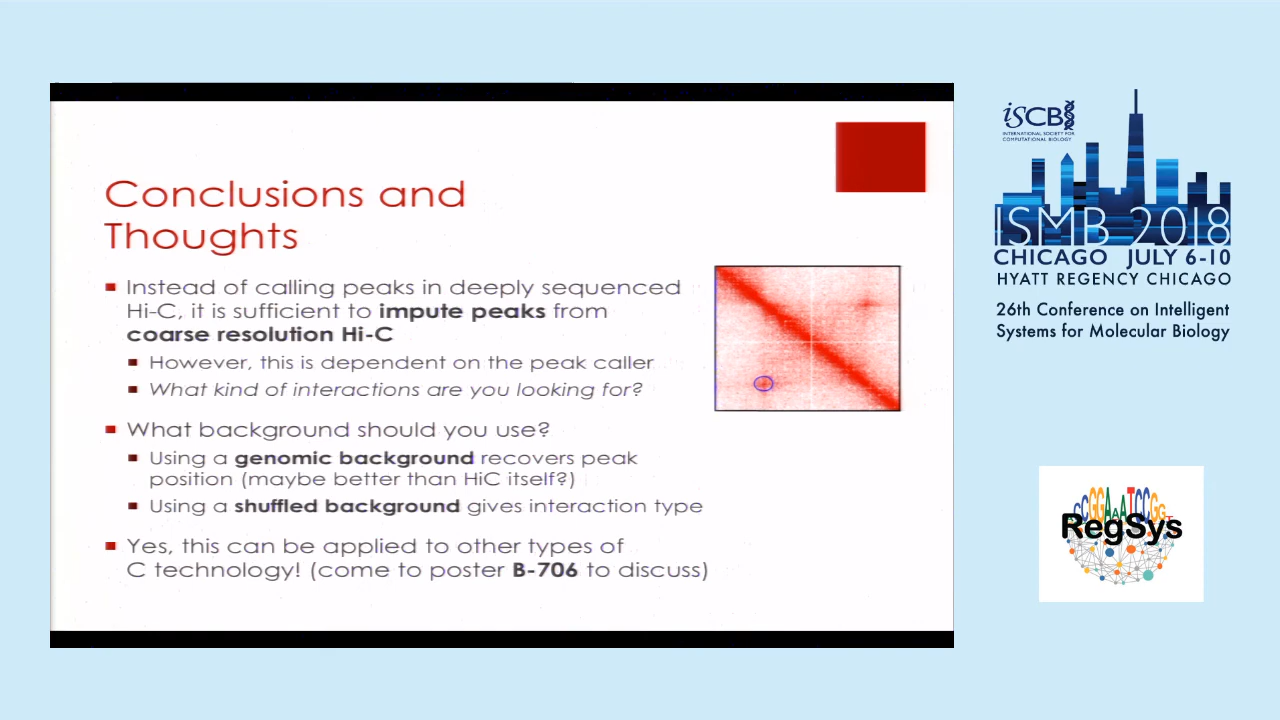 Conclusions and
Thoughts
Instead of calling peaks in deeply sequenced
Hi-C, it is sufficient to impute peaks from
coarse resolution Hi-C
However, this is dependent on the peak caller
What kind of interactions are you looking for?
What background should you use?
Using a genomic background recovers peak
position (maybe better than HiC itself?)
Using a shuffled background gives interaction type
Yes, this can be applied to other types of
C technology! (come to poster B-706 to discuss)
iSCB
INTERNATIONAL SOCIETY FOR
COMPUTATIONAL BIOLOGY
ISMB 2018
CHICAGO JULY 6-10
HYATT REGENCY CHICAGO
26th Conference on Intelligent
Systems for Molecular Biology
CGGAAATCCGGT
RegSys